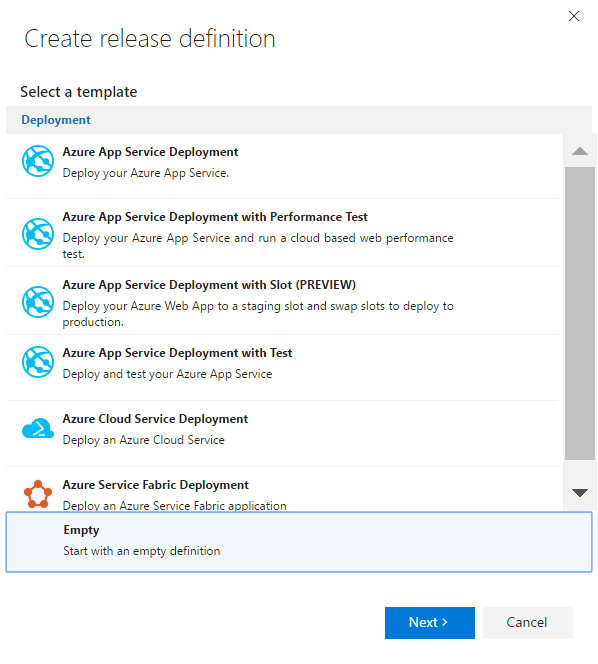 Create release definition
Select a template
Deployment
Azure App Service Deployment
Deploy your Azure App Service.
Azure App Service Deployment with Performance Test
Deploy your Azure App Service and run a cloud based web performance
test.
Azure App Service Deployment with Slot (PREVIEW)
Deploy your Azure Web App to a staging slot and swap slots to deploy to
production.
Azure App Service Deployment with Test
Deploy and test your Azure App Service
Azure Cloud Service Deployment
Deploy an Azure Cloud Service
Azure Service Fabric Deployment
Deploy an Azure Service Fabric application
Empty
Start with an empty definition
Next ›
Cancel